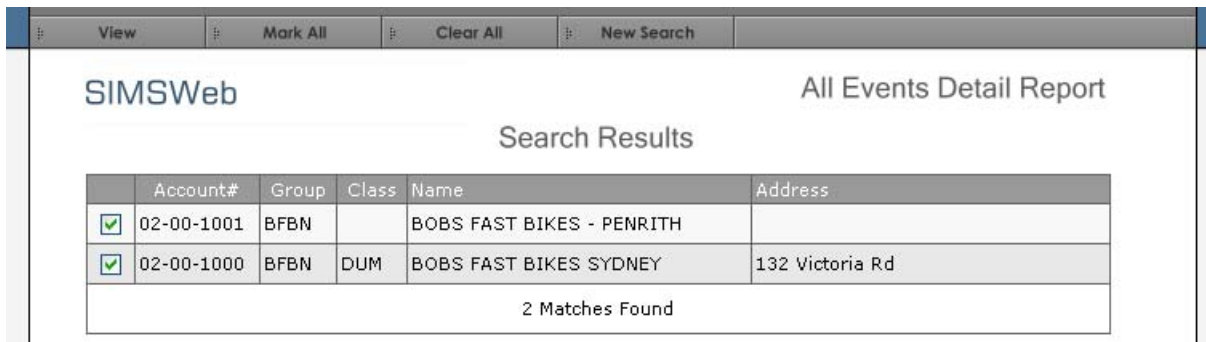 View Mark All Clear All New Search
SIMSWeb All Events Detail Report
Search Results
Account# Group Class Name Address
02-00-1001 BFBN BOBS FAST BIKES - PENRITH
02-00-1000 BFBN DUM BOBS FAST BIKES SYDNEY 132 Victoria Rd
2 Matches Found